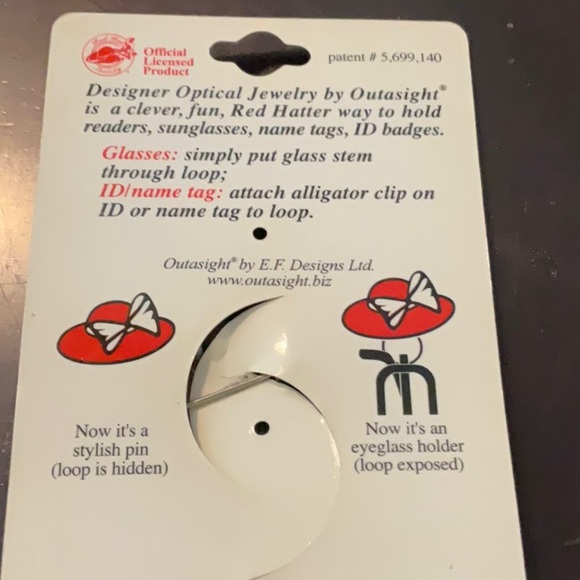 Official
Licensed
Product
patent # 5,699,140
Designer Optical Jewelry by Outasight®
is a clever, fun, Red Hatter way to hold
readers, sunglasses, name tags, ID badges.
Glasses: simply put glass stem
through loop;
ID/name tag: attach alligator clip on
ID or name tag to loop.
Outasight® by E.F. Designs Ltd.
www.outasight.biz
Now it's a
stylish pin
(loop is hidden)
Now it's an
eyeglass holder
(loop exposed)